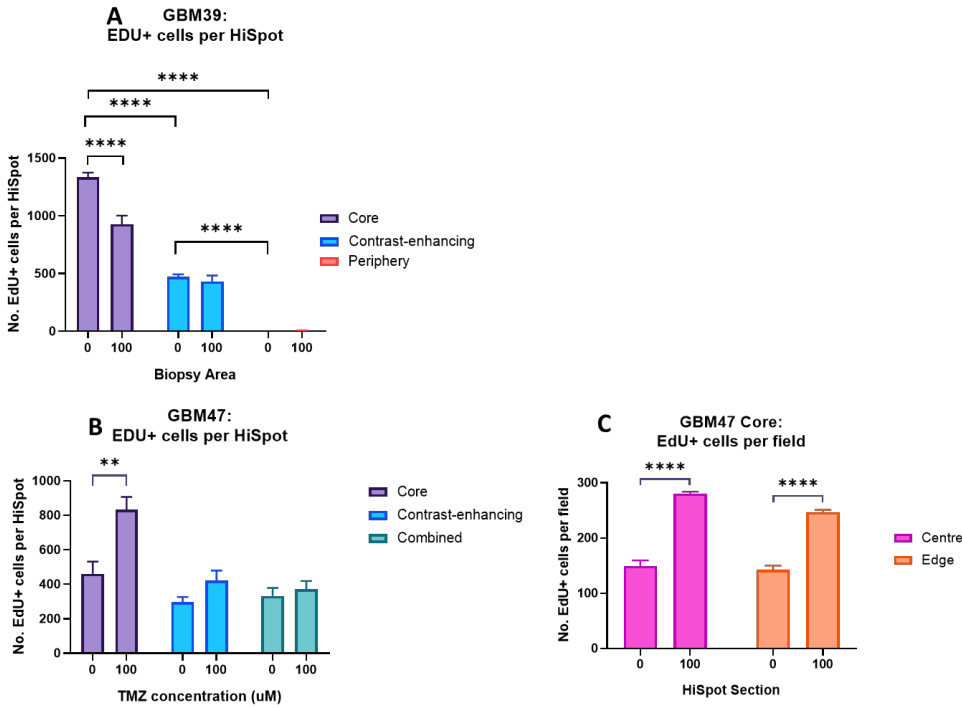 A
GBM39:
EDU+ cells per HiSpot
****
****
****
****
No. EdU+ cells per HiSpot
1500
1000
500
0
0 100 0 100 0 100
Biopsy Area
Core
Contrast-enhancing
Periphery
B
GBM47:
EDU+ cells per HiSpot
**
No. EdU+ cells per HiSpot
1000
800
600
400
200
0
0 100 0 100 0 100
TMZ concentration (uM)
Core
Contrast-enhancing
Combined
C
GBM47 Core:
EdU+ cells per field
****
****
No. EdU+ cells per field
300
200
100
0
0 100 0 100
HiSpot Section
Centre
Edge